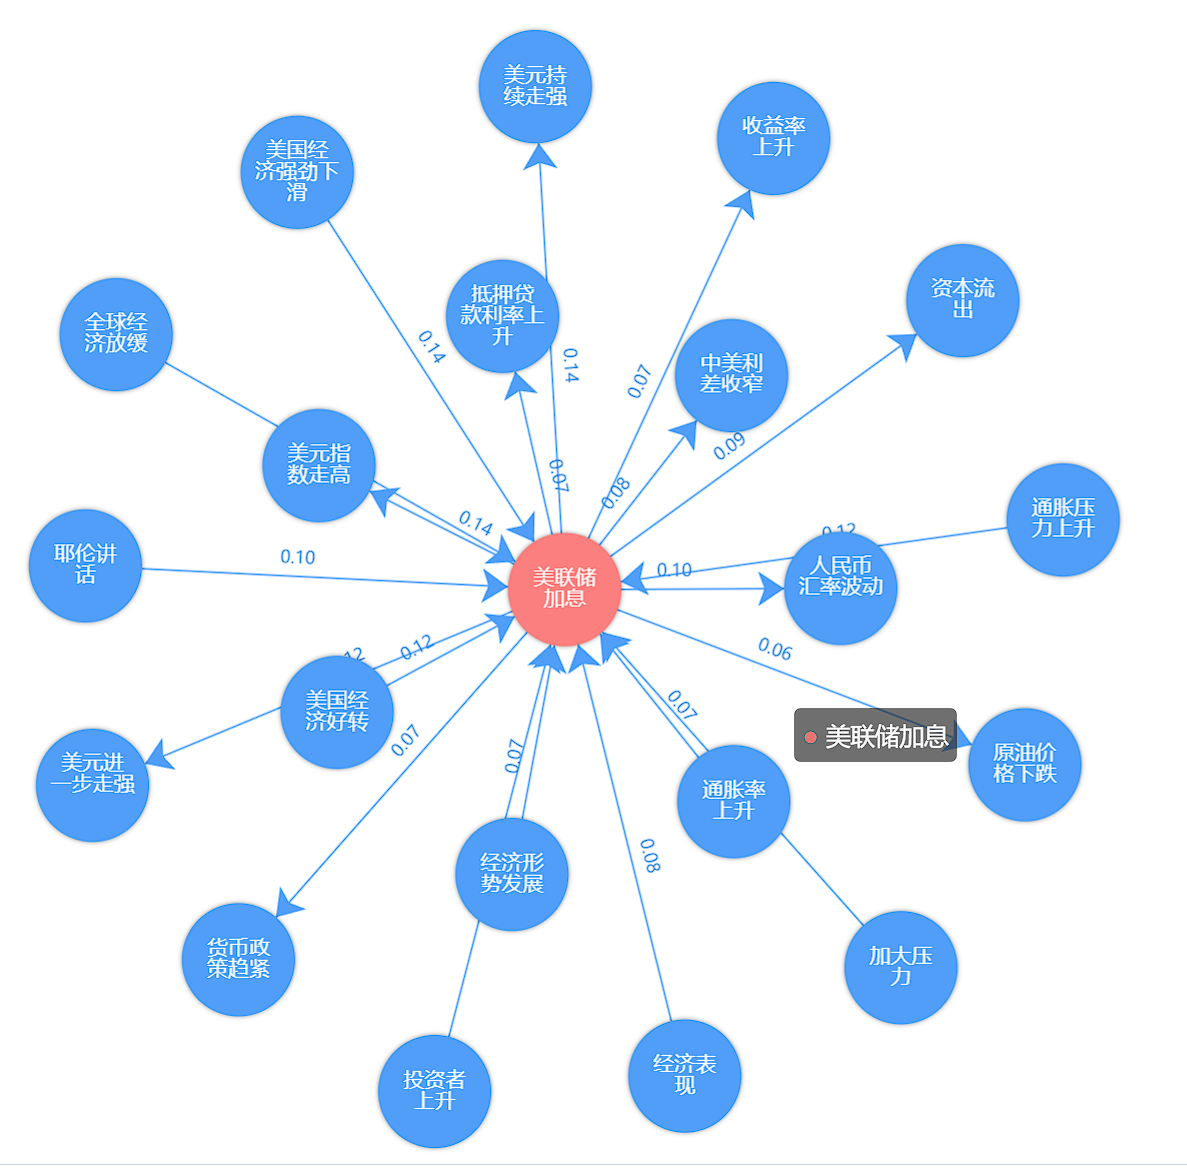 美元持
续走强
收益率
上升
美国经
济强劲下
滑
资本流
出
抵押贷
款利率上
升
全球经
济放缓
0.14
0.14
0.07
中美利
差收窄
0.09
美元指
数走高
0.07
0.08
0.14
通胀压
力上升
0.12
耶伦讲
话
0.10
美联储
加息
0.10
人民币
汇率波动
12
0.12
0.06
美国经
济好转
0.07
0.07
0.07
美联储加息
美元进
一步走强
原油价
格下跌
通胀率
上升
经济形
势发展
0.08
货币政
策趋紧
加大压
力
投资者
上升
经济表
现